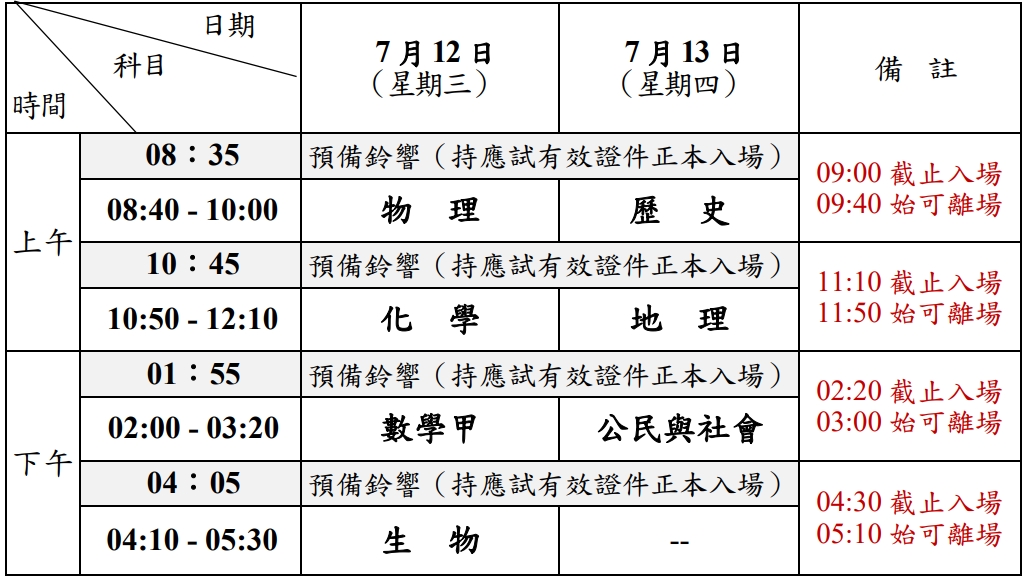 日期
科目
時間
7 月 12 日
（星期三）
7 月 13 日
（星期四）
備 註
上午
08：35
預備鈴響（持應試有效證件正本入場）
09:00 截止入場
09:40 始可離場
08:40 - 10:00
物 理
歷 史
10：45
預備鈴響（持應試有效證件正本入場）
11:10 截止入場
11:50 始可離場
10:50 - 12:10
化 學
地 理
下午
01：55
預備鈴響（持應試有效證件正本入場）
02:20 截止入場
03:00 始可離場
02:00 - 03:20
數學甲
公民與社會
04：05
預備鈴響（持應試有效證件正本入場）
04:30 截止入場
05:10 始可離場
04:10 - 05:30
生 物
--